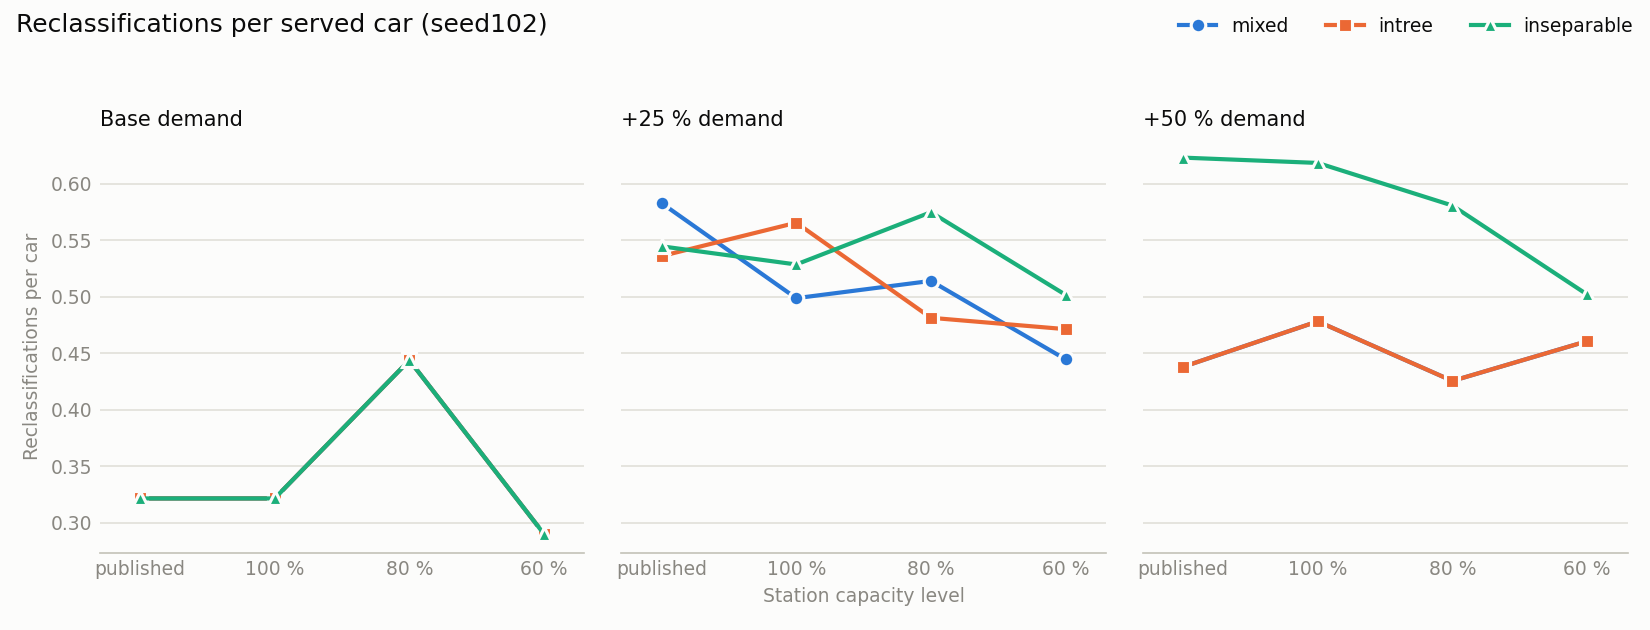 Reclassifications per served car (seed102)
mixed
intree
inseparable
Base demand
+25 % demand
+50 % demand
Reclassifications per car
0.60
0.55
0.50
0.45
0.40
0.35
0.30
published 100 % 80 % 60 %
published 100 % 80 % 60 %
published 100 % 80 % 60 %
Station capacity level